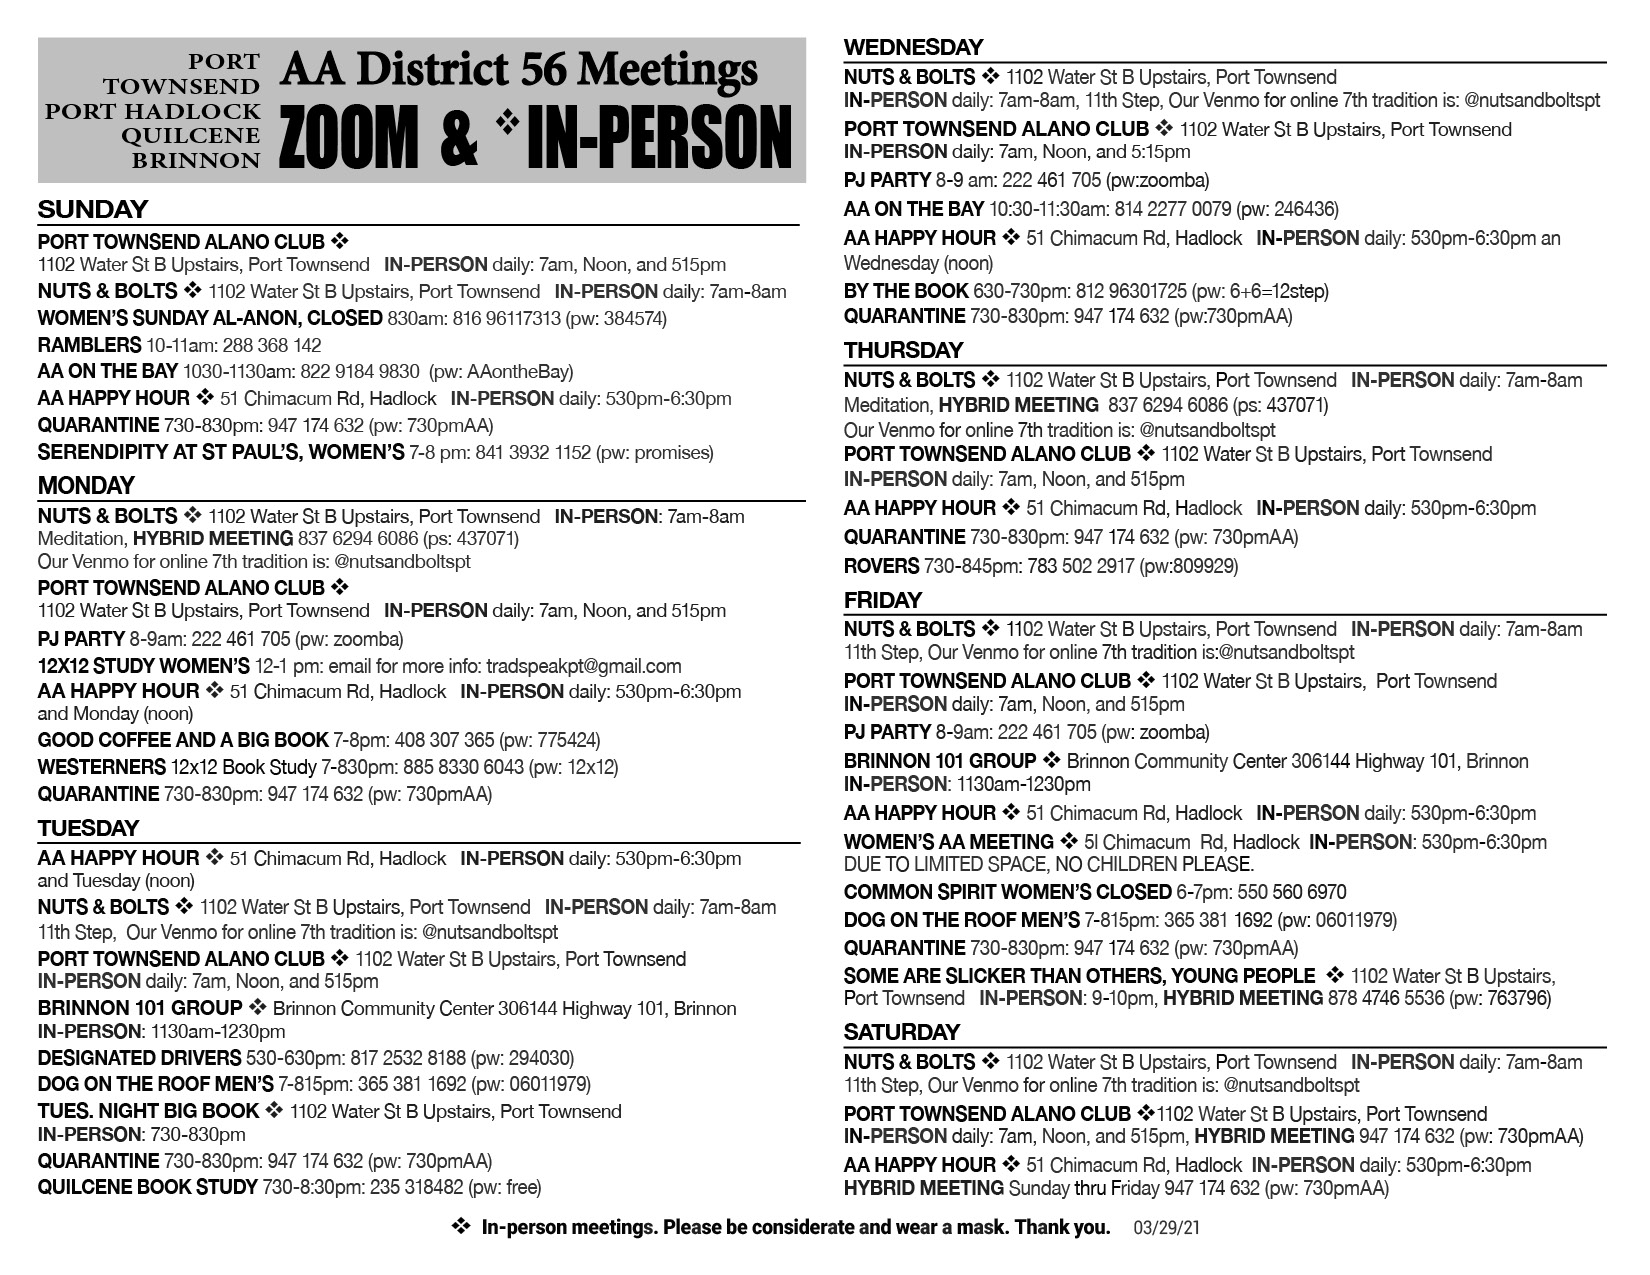 PORT
TOWNSEND
PORT HADLOCK
QUILCENE
BRINNON
AA District 56 Meetings
ZOOM & ❖ IN-PERSON
SUNDAY
PORT TOWNSEND ALANO CLUB ❖
1102 Water St B Upstairs, Port Townsend IN-PERSON daily: 7am, Noon, and 515pm
NUTS & BOLTS ❖ 1102 Water St B Upstairs, Port Townsend IN-PERSON daily: 7am-8am
WOMEN'S SUNDAY AL-ANON, CLOSED 830am: 816 96117313 (pw: 384574)
RAMBLERS 10-11am: 288 368 142
AA ON THE BAY 1030-1130am: 822 9184 9830 (pw: AAontheBay)
AA HAPPY HOUR ❖ 51 Chimacum Rd, Hadlock IN-PERSON daily: 530pm-6:30pm
QUARANTINE 730-830pm: 947 174 632 (pw: 730pmAA)
SERENDIPITY AT ST PAUL'S, WOMEN'S 7-8 pm: 841 3932 1152 (pw: promises)
MONDAY
NUTS & BOLTS ❖ 1102 Water St B Upstairs, Port Townsend IN-PERSON: 7am-8am
Meditation, HYBRID MEETING 837 6294 6086 (ps: 437071)
Our Venmo for online 7th tradition is: @nutsandboltspt
PORT TOWNSEND ALANO CLUB ❖
1102 Water St B Upstairs, Port Townsend IN-PERSON daily: 7am, Noon, and 515pm
PJ PARTY 8-9am: 222 461 705 (pw: zoomba)
12X12 STUDY WOMEN'S 12-1 pm: email for more info: tradspeakpt@gmail.com
AA HAPPY HOUR ❖ 51 Chimacum Rd, Hadlock IN-PERSON daily: 530pm-6:30pm
and Monday (noon)
GOOD COFFEE AND A BIG BOOK 7-8pm: 408 307 365 (pw: 775424)
WESTERNERS 12x12 Book Study 7-830pm: 885 8330 6043 (pw: 12x12)
QUARANTINE 730-830pm: 947 174 632 (pw: 730pmAA)
TUESDAY
AA HAPPY HOUR ❖ 51 Chimacum Rd, Hadlock IN-PERSON daily: 530pm-6:30pm
and Tuesday (noon)
NUTS & BOLTS ❖ 1102 Water St B Upstairs, Port Townsend IN-PERSON daily: 7am-8am
11th Step, Our Venmo for online 7th tradition is: @nutsandboltspt
PORT TOWNSEND ALANO CLUB ❖ 1102 Water St B Upstairs, Port Townsend
IN-PERSON daily: 7am, Noon, and 515pm
BRINNON 101 GROUP ❖ Brinnon Community Center 306144 Highway 101, Brinnon
IN-PERSON: 1130am-1230pm
DESIGNATED DRIVERS 530-630pm: 817 2532 8188 (pw: 294030)
DOG ON THE ROOF MEN'S 7-815pm: 365 381 1692 (pw: 06011979)
TUES. NIGHT BIG BOOK ❖ 1102 Water St B Upstairs, Port Townsend
IN-PERSON: 730-830pm
QUARANTINE 730-830pm: 947 174 632 (pw: 730pmAA)
QUILCENE BOOK STUDY 730-8:30pm: 235 318482 (pw: free)
WEDNESDAY
NUTS & BOLTS ❖ 1102 Water St B Upstairs, Port Townsend
IN-PERSON daily: 7am-8am, 11th Step, Our Venmo for online 7th tradition is: @nutsandboltspt
PORT TOWNSEND ALANO CLUB ❖ 1102 Water St B Upstairs, Port Townsend
IN-PERSON daily: 7am, Noon, and 5:15pm
PJ PARTY 8-9 am: 222 461 705 (pw:zoomba)
AA ON THE BAY 10:30-11:30am: 814 2277 0079 (pw: 246436)
AA HAPPY HOUR ❖ 51 Chimacum Rd, Hadlock IN-PERSON daily: 530pm-6:30pm an
Wednesday (noon)
BY THE BOOK 630-730pm: 812 96301725 (pw: 6+6=12step)
QUARANTINE 730-830pm: 947 174 632 (pw:730pmAA)
THURSDAY
NUTS & BOLTS ❖ 1102 Water St B Upstairs, Port Townsend IN-PERSON daily: 7am-8am
Meditation, HYBRID MEETING 837 6294 6086 (ps: 437071)
Our Venmo for online 7th tradition is: @nutsandboltspt
PORT TOWNSEND ALANO CLUB ❖ 1102 Water St B Upstairs, Port Townsend
IN-PERSON daily: 7am, Noon, and 515pm
AA HAPPY HOUR ❖ 51 Chimacum Rd, Hadlock IN-PERSON daily: 530pm-6:30pm
QUARANTINE 730-830pm: 947 174 632 (pw: 730pmAA)
ROVERS 730-845pm: 783 502 2917 (pw:809929)
FRIDAY
NUTS & BOLTS ❖ 1102 Water St B Upstairs, Port Townsend IN-PERSON daily: 7am-8am
11th Step, Our Venmo for online 7th tradition is:@nutsandboltspt
PORT TOWNSEND ALANO CLUB ❖ 1102 Water St B Upstairs, Port Townsend
IN-PERSON daily: 7am, Noon, and 515pm
PJ PARTY 8-9am: 222 461 705 (pw: zoomba)
BRINNON 101 GROUP ❖ Brinnon Community Center 306144 Highway 101, Brinnon
IN-PERSON: 1130am-1230pm
AA HAPPY HOUR ❖ 51 Chimacum Rd, Hadlock IN-PERSON daily: 530pm-6:30pm
WOMEN'S AA MEETING ❖ 5l Chimacum Rd, Hadlock IN-PERSON: 530pm-6:30pm
DUE TO LIMITED SPACE, NO CHILDREN PLEASE.
COMMON SPIRIT WOMEN'S CLOSED 6-7pm: 550 560 6970
DOG ON THE ROOF MEN'S 7-815pm: 365 381 1692 (pw: 06011979)
QUARANTINE 730-830pm: 947 174 632 (pw: 730pmAA)
SOME ARE SLICKER THAN OTHERS, YOUNG PEOPLE ❖ 1102 Water St B Upstairs,
Port Townsend IN-PERSON: 9-10pm, HYBRID MEETING 878 4746 5536 (pw: 763796)
SATURDAY
NUTS & BOLTS ❖ 1102 Water St B Upstairs, Port Townsend IN-PERSON daily: 7am-8am
11th Step, Our Venmo for online 7th tradition is: @nutsandboltspt
PORT TOWNSEND ALANO CLUB ❖1102 Water St B Upstairs, Port Townsend
IN-PERSON daily: 7am, Noon, and 515pm, HYBRID MEETING 947 174 632 (pw: 730pmAA)
AA HAPPY HOUR ❖ 51 Chimacum Rd, Hadlock IN-PERSON daily: 530pm-6:30pm
HYBRID MEETING Sunday thru Friday 947 174 632 (pw: 730pmAA)
❖ In-person meetings. Please be considerate and wear a mask. Thank you. 03/29/21